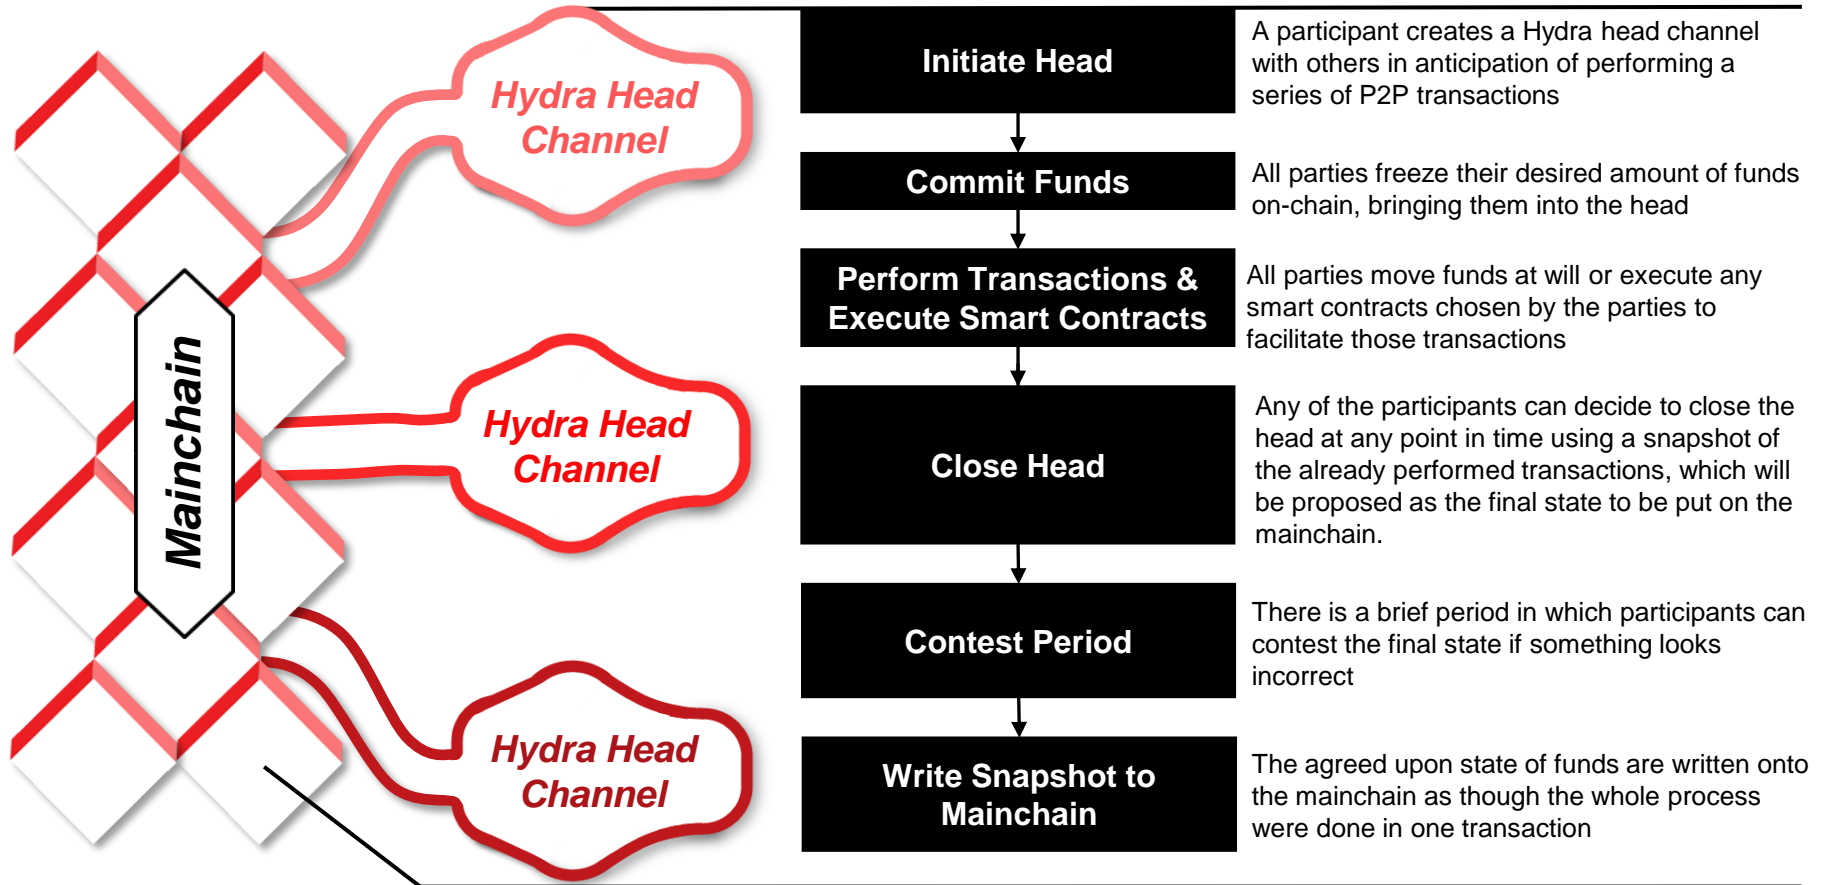 Mainchain
Hydra Head
Channel
Hydra Head
Channel
Hydra Head
Channel
Initiate Head
A participant creates a Hydra head channel
with others in anticipation of performing a
series of P2P transactions
Commit Funds
All parties freeze their desired amount of funds
on-chain, bringing them into the head
Perform Transactions &
Execute Smart Contracts
All parties move funds at will or execute any
smart contracts chosen by the parties to
facilitate those transactions
Close Head
Any of the participants can decide to close the
head at any point in time using a snapshot of
the already performed transactions, which will
be proposed as the final state to be put on the
mainchain.
Contest Period
There is a brief period in which participants can
contest the final state if something looks
incorrect
Write Snapshot to
Mainchain
The agreed upon state of funds are written onto
the mainchain as though the whole process
were done in one transaction